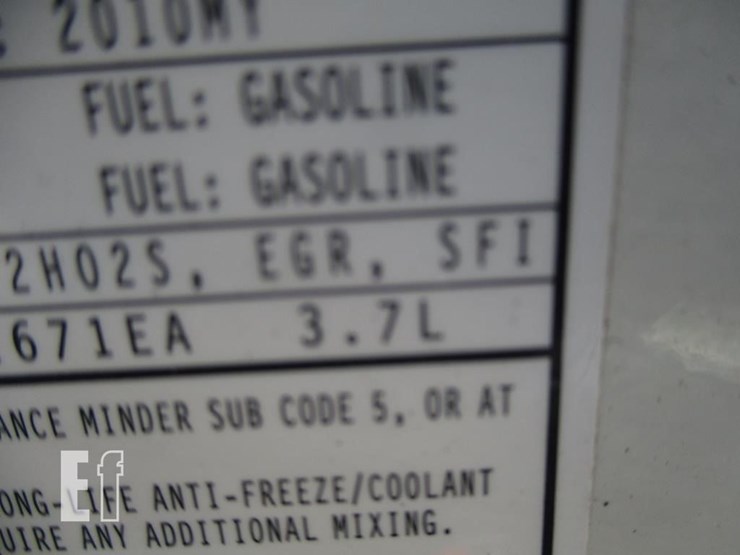 2010MY
FUEL: GASOLINE
FUEL: GASOLINE
2HO2S, EGR, SFI
671EA 3.7L
ANCE MINDER SUB CODE 5, OR AT
Ef
ONG-LIFE ANTI-FREEZE/COOLANT
UIRE ANY ADDITIONAL MIXING.